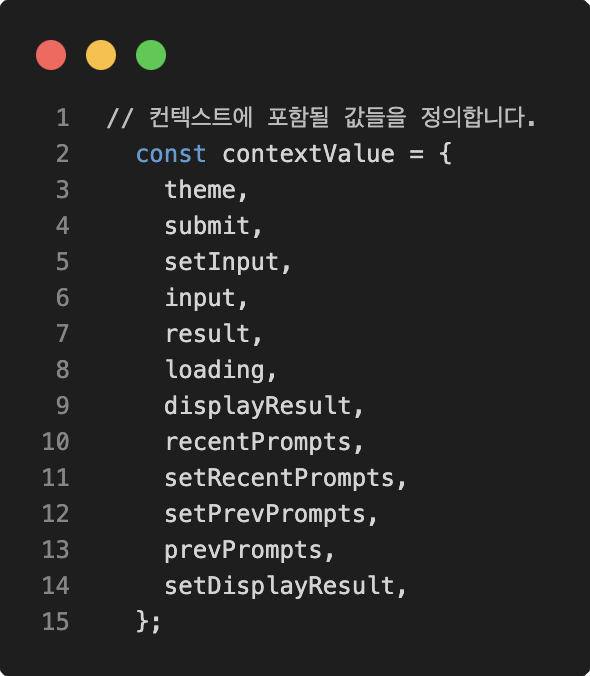 1 // 컨텍스트에 포함될 값들을 정의합니다.
2 const contextValue = {
3 theme,
4 submit,
5 setInput,
6 input,
7 result,
8 loading,
9 displayResult,
10 recentPrompts,
11 setRecentPrompts,
12 setPrevPrompts,
13 prevPrompts,
14 setDisplayResult,
15 };